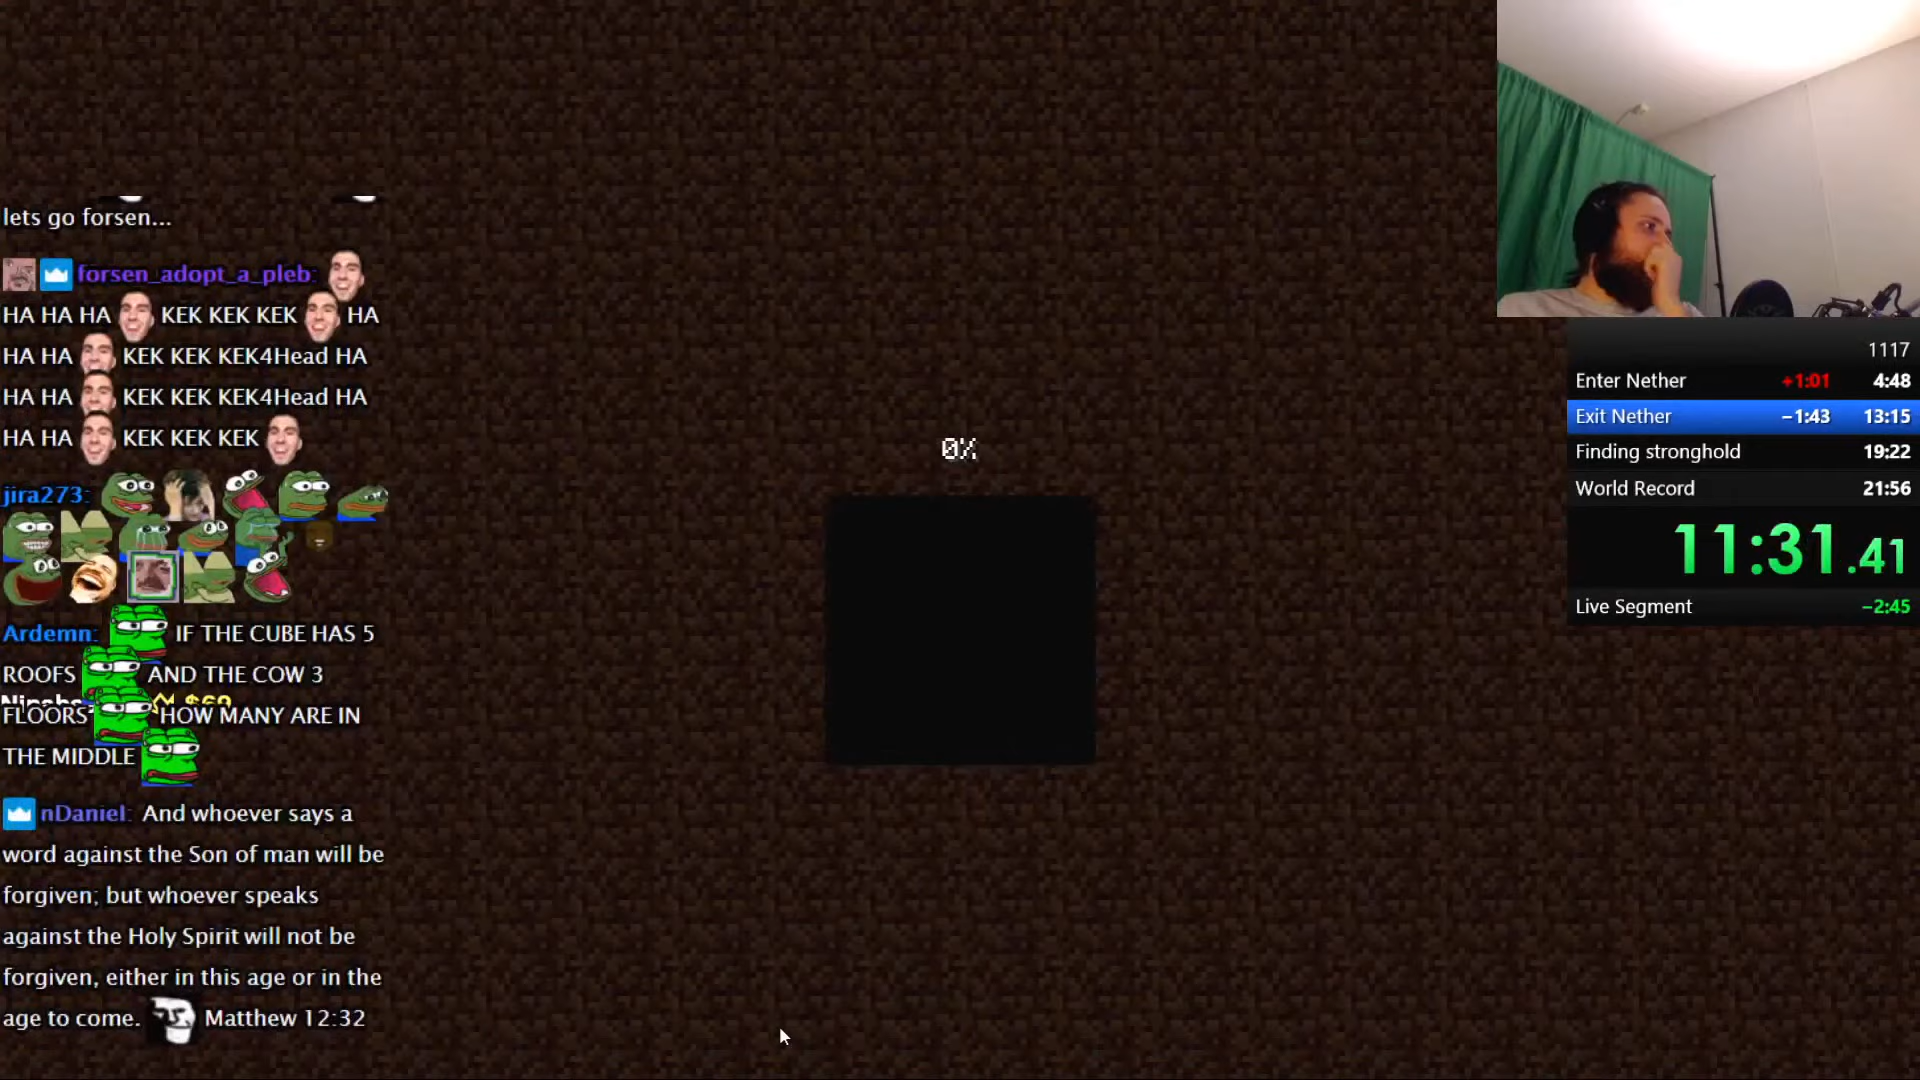 lets go forsen...
forsen_adopt_a_pleb:
HA HA HA KEK KEK KEK HA
HA HA KEK KEK KEK4Head HA
HA HA KEK KEK KEK4Head HA
HA HA KEK KEK KEK
jira273:
Ardemn: IF THE CUBE HAS 5
ROOFS AND THE COW 3
$69
FLOORS HOW MANY ARE IN
THE MIDDLE
nDaniel: And whoever says a
word against the Son of man will be
forgiven; but whoever speaks
against the Holy Spirit will not be
forgiven, either in this age or in the
age to come. Matthew 12:32
0%
1117
Enter Nether +1:01 4:48
Exit Nether −1:43 13:15
Finding stronghold 19:22
World Record 21:56
11:31.41
Live Segment −2:45